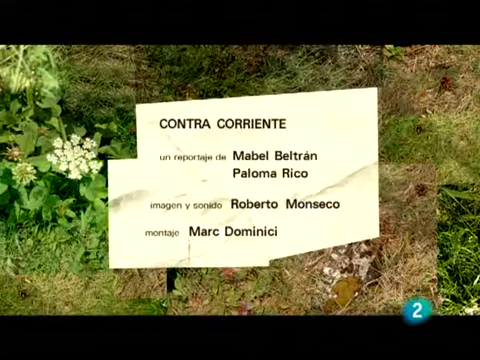 CONTRA CORRIENTE
un reportaje de Mabel Beltrán
Paloma Rico
imagen y sonido Roberto Monseco
montaje Marc Dominici
2